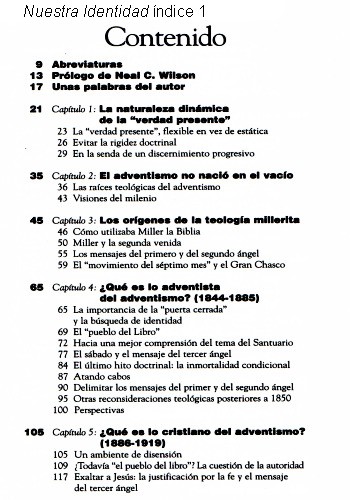 Nuestra Identidad índice 1
Contenido
9 Abreviaturas
13 Prólogo de Neal C. Wilson
17 Unas palabras del autor
21 Capítulo 1: La naturaleza dinámica
de la "verdad presente"
23 La "verdad presente", flexible en vez de estática
26 Evitar la rigidez doctrinal
29 En la senda de un discernimiento progresivo
35 Capítulo 2: El adventismo no nació en el vacío
36 Las raíces teológicas del adventismo
43 Visiones del milenio
45 Capítulo 3: Los orígenes de la teología millerita
46 Cómo utilizaba Miller la Biblia
50 Miller y la segunda venida
55 Los mensajes del primero y del segundo ángel
59 El "movimiento del séptimo mes" y el Gran Chasco
65 Capítulo 4: ¿Qué es lo adventista
del adventismo? (1844-1885)
65 La importancia de la "puerta cerrada"
y la búsqueda de identidad
69 El "pueblo del Libro"
72 Hacia una mejor comprensión del tema del Santuario
77 El sábado y el mensaje del tercer ángel
84 El último hito doctrinal: la inmortalidad condicional
87 Atando cabos
90 Delimitar los mensajes del primer y del segundo ángel
95 Otras reconsideraciones teológicas posteriores a 1850
100 Perspectivas
105 Capítulo 5: ¿Qué es lo cristiano del adventismo?
(1886-1919)
105 Un ambiente de disensión
109 ¿Todavía "el pueblo del libro"? La cuestión de la autoridad
117 Exaltar a Jesús: la justificación por la fe y el mensaje
del tercer ángel